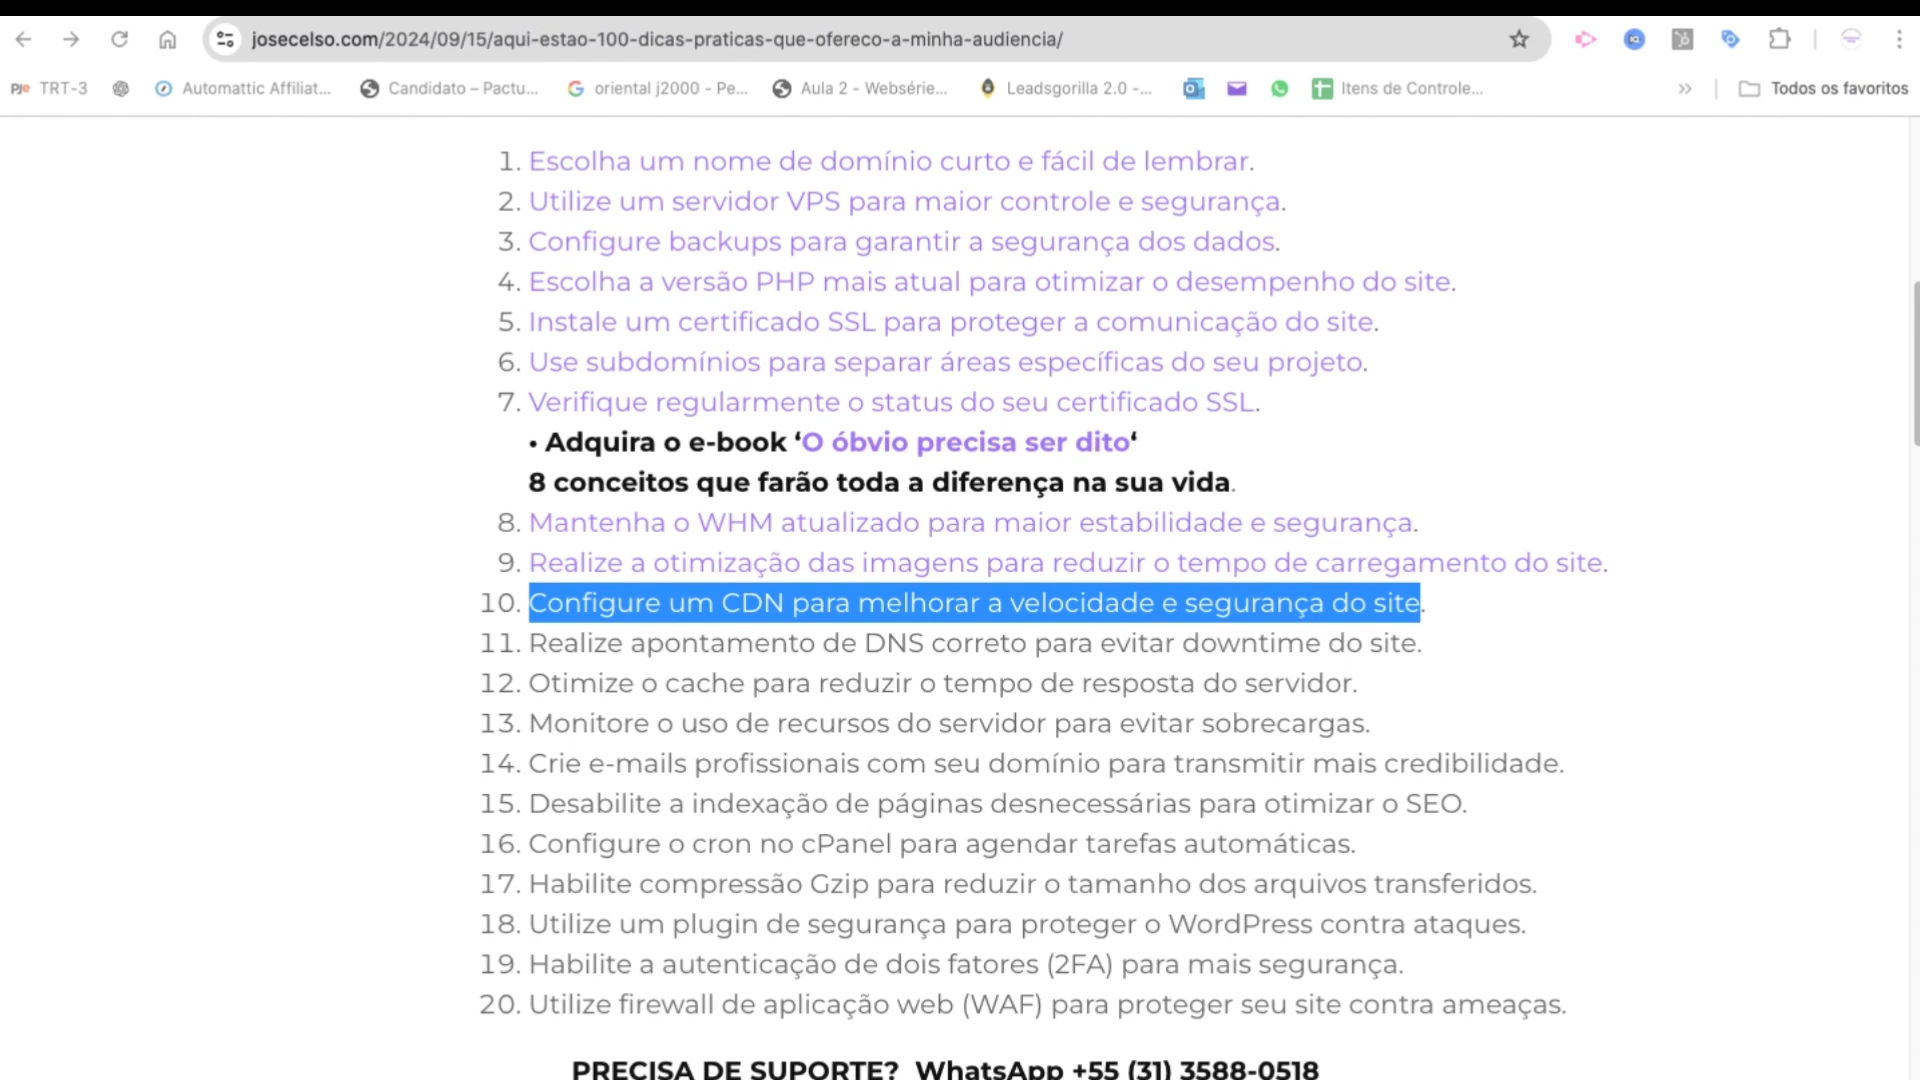 josecelso.com/2024/09/15/aqui-estao-100-dicas-praticas-que-ofereco-a-minha-audiencia/
PJe TRT-3 Automattic Affiliat... Candidato – Pactu... oriental j2000 - Pe... Aula 2 - Websérie... Leadsgorilla 2.0 -... Itens de Controle... » Todos os favoritos
1. Escolha um nome de domínio curto e fácil de lembrar.
2. Utilize um servidor VPS para maior controle e segurança.
3. Configure backups para garantir a segurança dos dados.
4. Escolha a versão PHP mais atual para otimizar o desempenho do site.
5. Instale um certificado SSL para proteger a comunicação do site.
6. Use subdomínios para separar áreas específicas do seu projeto.
7. Verifique regularmente o status do seu certificado SSL.
• Adquira o e-book ‘O óbvio precisa ser dito‘
8 conceitos que farão toda a diferença na sua vida.
8. Mantenha o WHM atualizado para maior estabilidade e segurança.
9. Realize a otimização das imagens para reduzir o tempo de carregamento do site.
10. Configure um CDN para melhorar a velocidade e segurança do site.
11. Realize apontamento de DNS correto para evitar downtime do site.
12. Otimize o cache para reduzir o tempo de resposta do servidor.
13. Monitore o uso de recursos do servidor para evitar sobrecargas.
14. Crie e-mails profissionais com seu domínio para transmitir mais credibilidade.
15. Desabilite a indexação de páginas desnecessárias para otimizar o SEO.
16. Configure o cron no cPanel para agendar tarefas automáticas.
17. Habilite compressão Gzip para reduzir o tamanho dos arquivos transferidos.
18. Utilize um plugin de segurança para proteger o WordPress contra ataques.
19. Habilite a autenticação de dois fatores (2FA) para mais segurança.
20. Utilize firewall de aplicação web (WAF) para proteger seu site contra ameaças.
PRECISA DE SUPORTE? WhatsApp +55 (31) 3588-0518